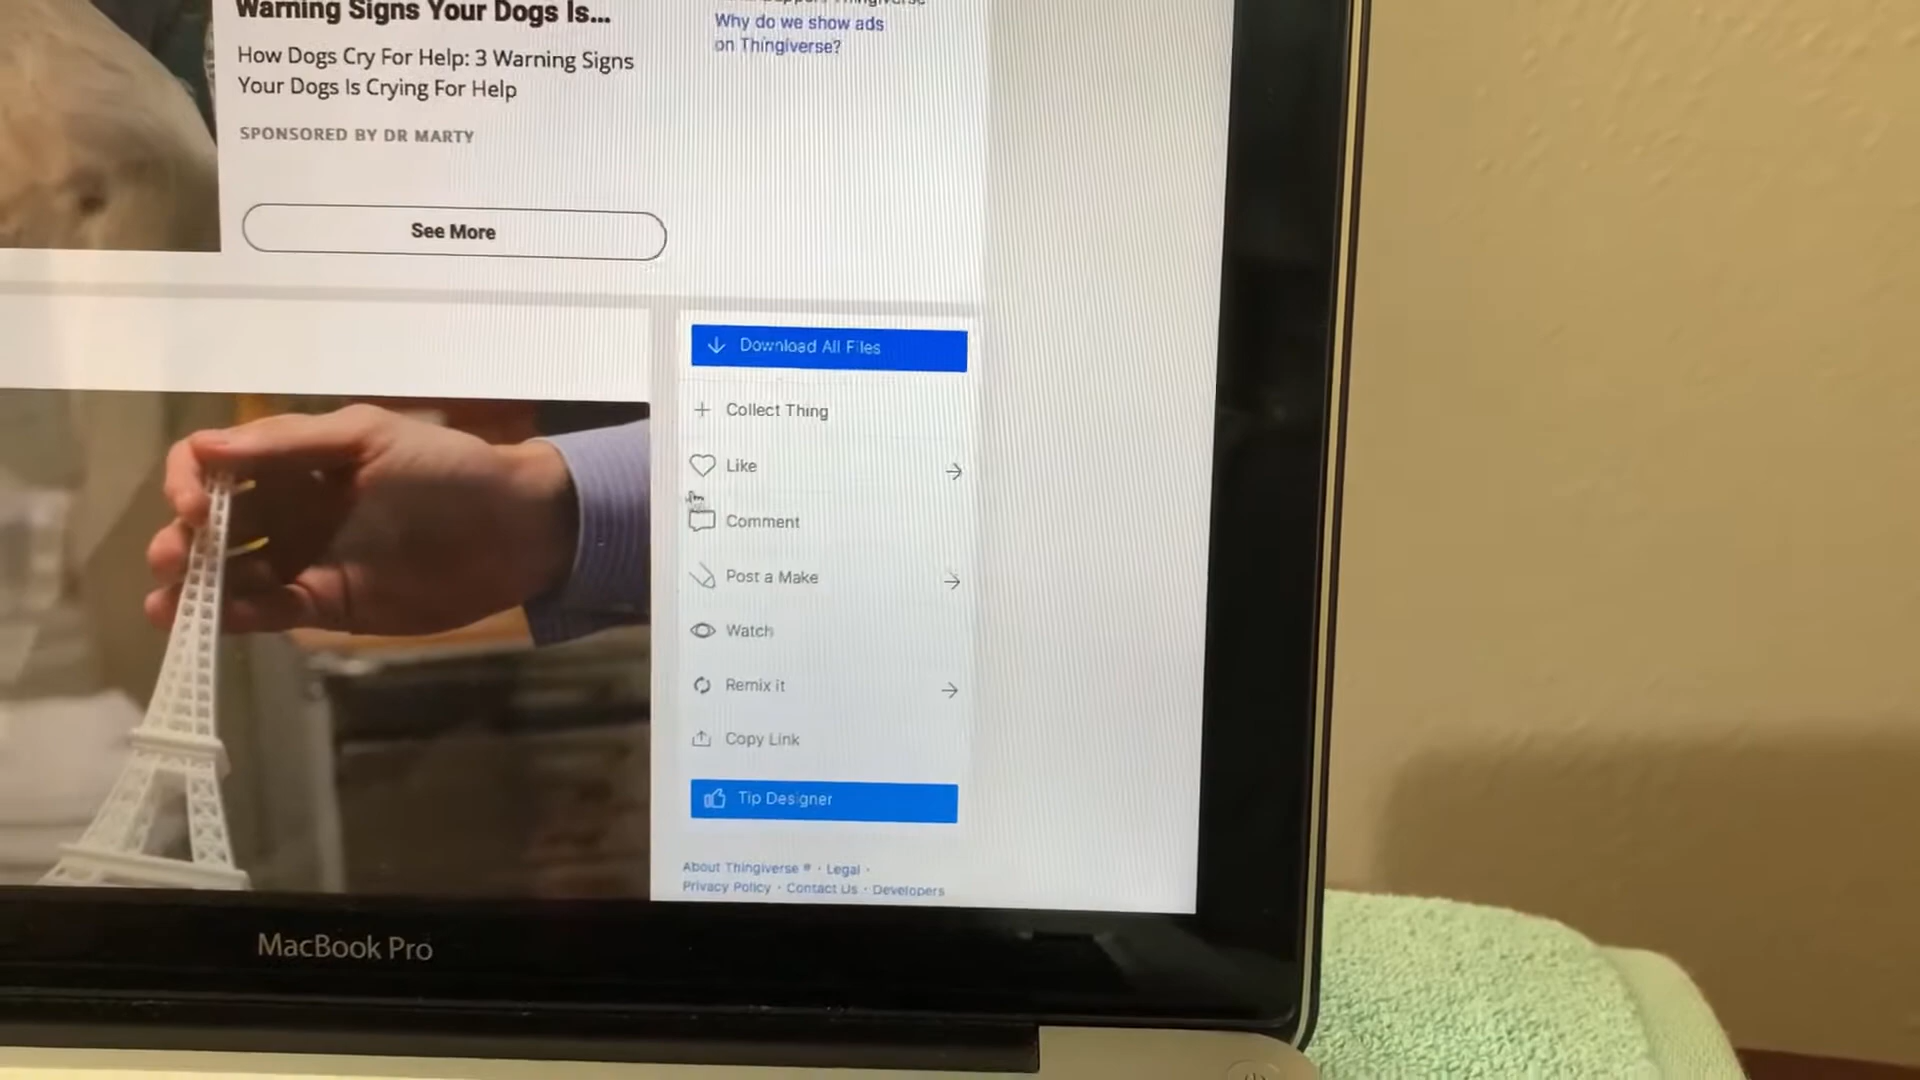 Warning Signs Your Dogs Is...
How Dogs Cry For Help: 3 Warning Signs
Your Dogs Is Crying For Help
SPONSORED BY DR MARTY
See More
Why do we show ads
on Thingiverse?
Download All Files
Collect Thing
Like
Comment
Post a Make
Watch
Remix it
Copy Link
Tip Designer
About Thingiverse ® · Legal ·
Privacy Policy · Contact Us · Developers
MacBook Pro